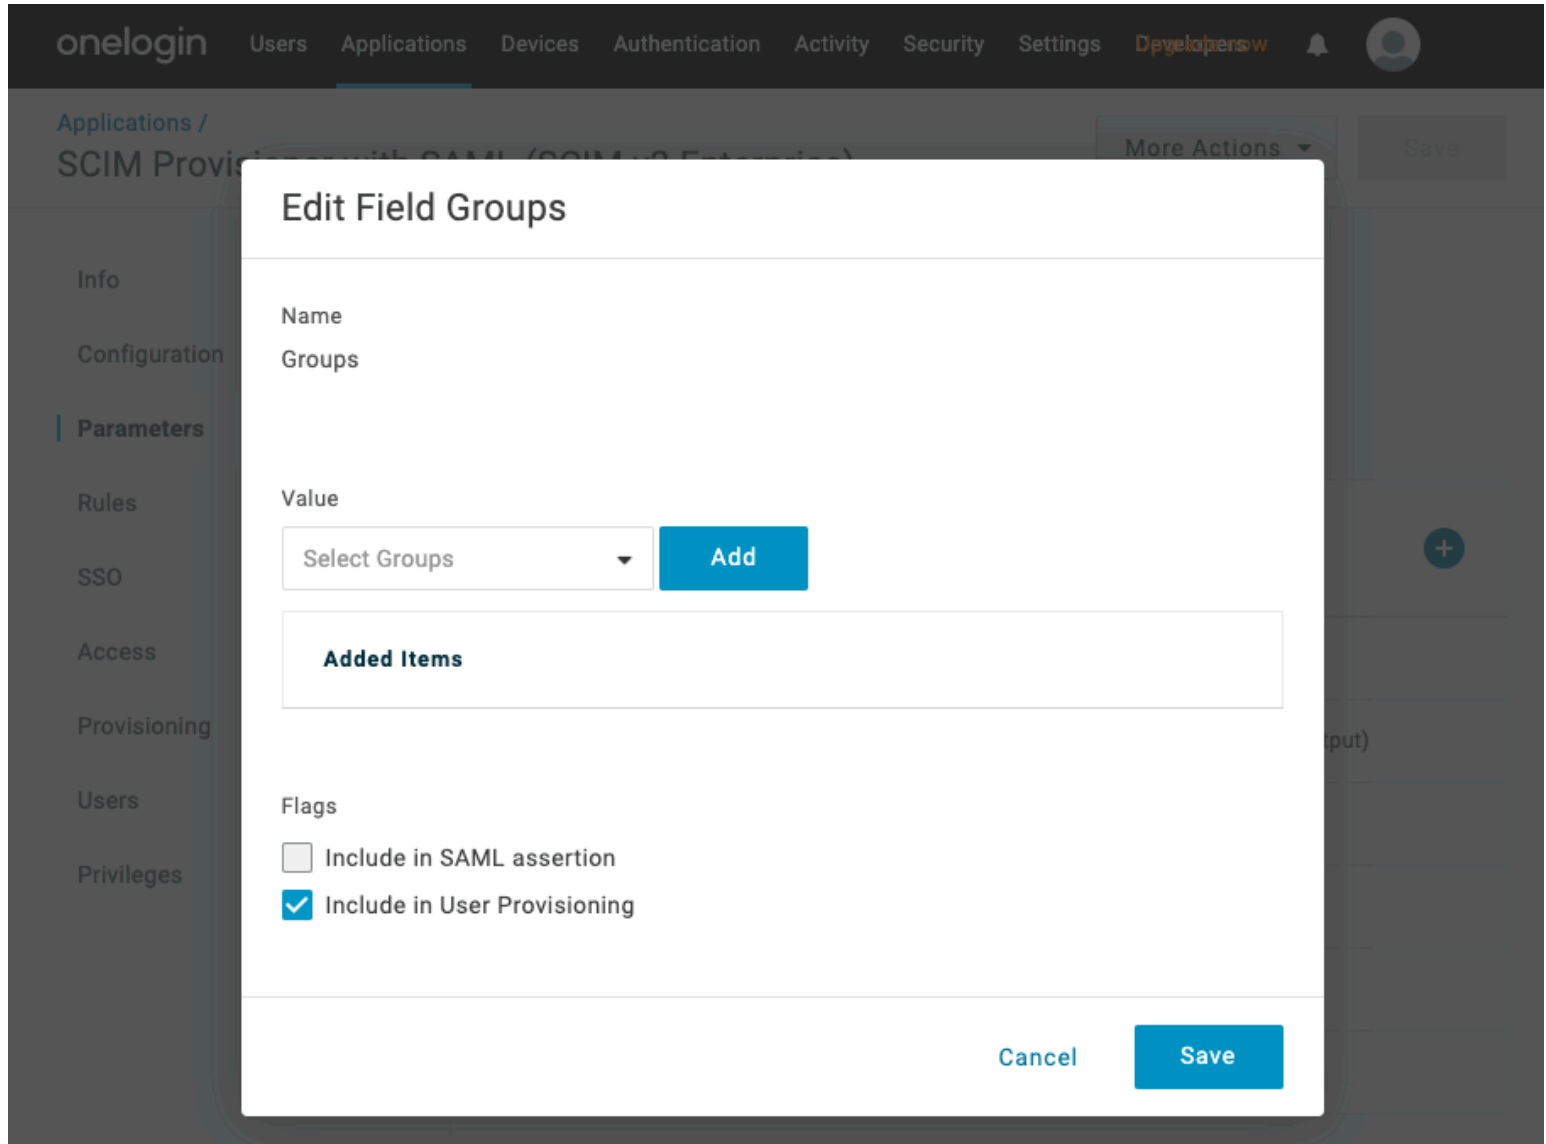 onelogin Users Applications Devices Authentication Activity Security Settings Developers
Applications /
More Actions Save
Edit Field Groups
Info
Name
Configuration
Groups
Parameters
Value
Rules
Select Groups Add
SSO
Access
Added Items
Provisioning
Users
Flags
Include in SAML assertion
Privileges
Include in User Provisioning
Cancel Save